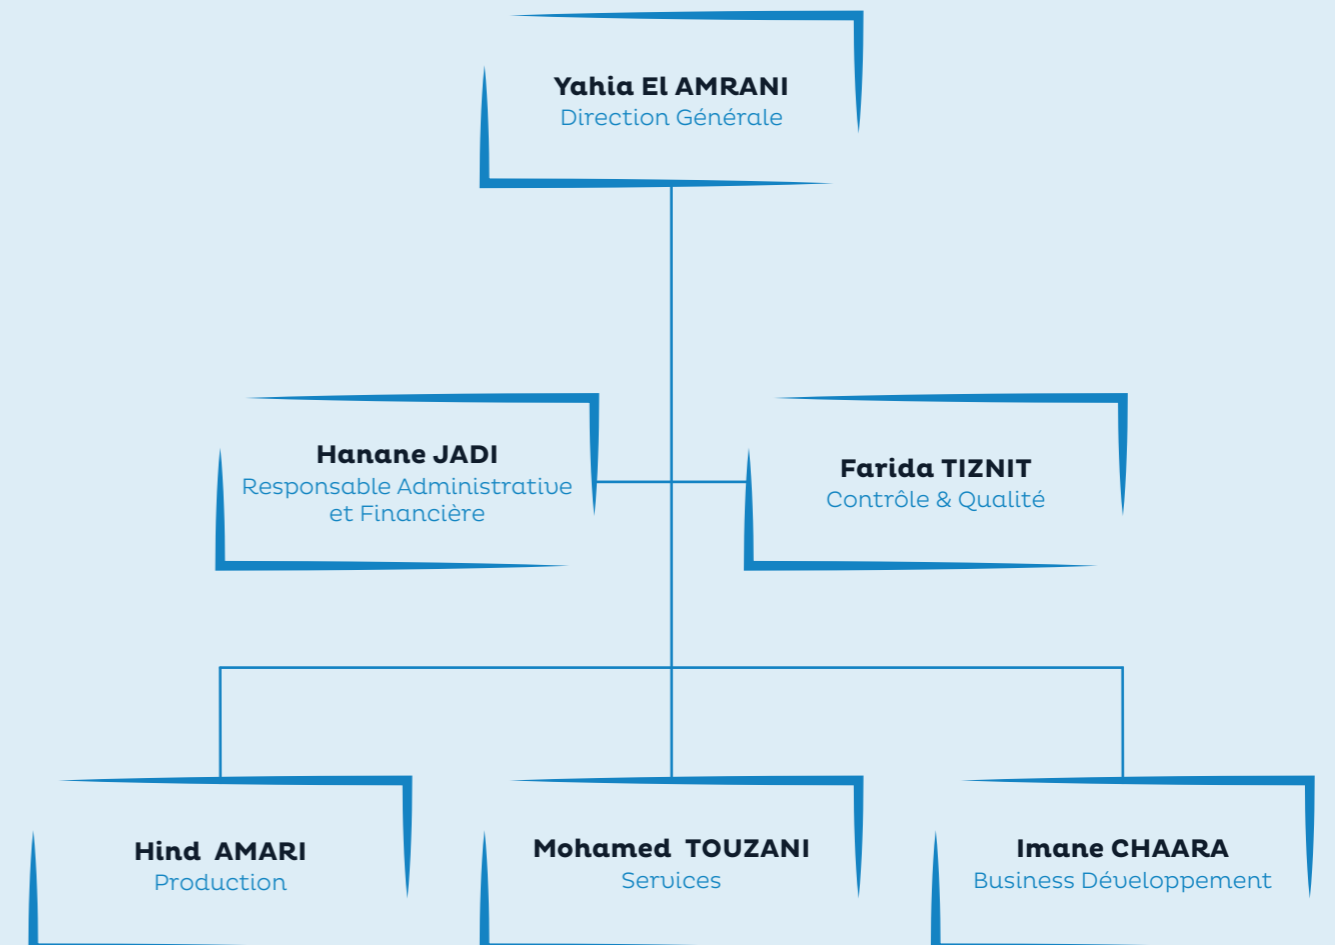 Yahia El AMRANI
Direction Générale
Hanane JADI
Responsable Administrative
et Financière
Farida TIZNIT
Contrôle & Qualité
Hind AMARI
Production
Mohamed TOUZANI
Services
Imane CHAARA
Business Développement